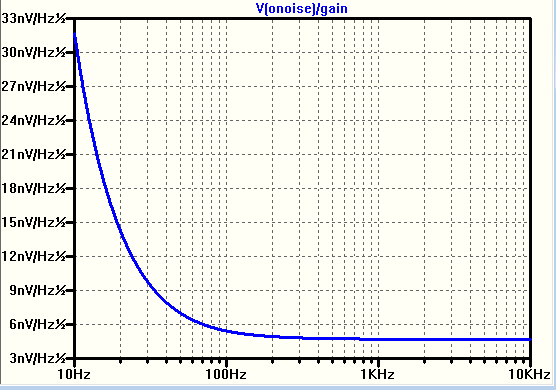 V(onoise)/gain
33nV/Hz½
30nV/Hz½
27nV/Hz½
24nV/Hz½
21nV/Hz½
18nV/Hz½
15nV/Hz½
12nV/Hz½
9nV/Hz½
6nV/Hz½
3nV/Hz½
10Hz 100Hz 1KHz 10KHz